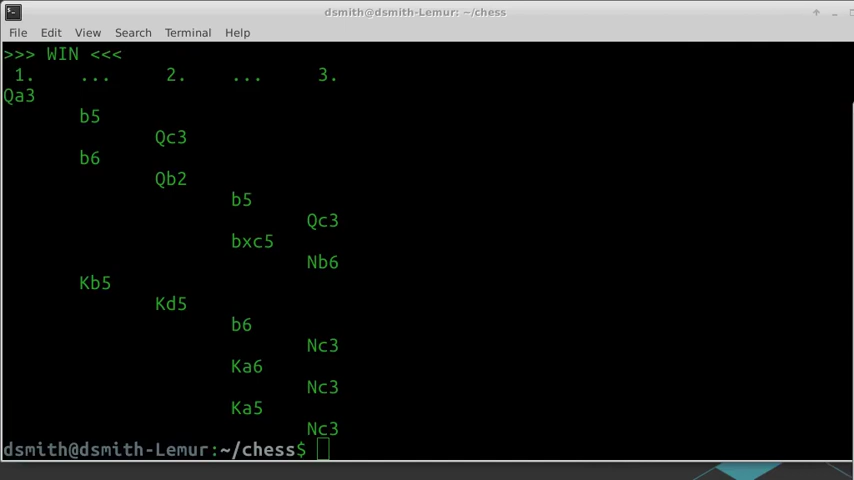 dsmith@dsmith-Lemur: ~/chess
File Edit View Search Terminal Help
>>> WIN <<<
1. ... 2. ... 3.
Qa3
b5
Qc3
b6
Qb2
b5
Qc3
bxc5
Nb6
Kb5
Kd5
b6
Nc3
Ka6
Nc3
Ka5
Nc3
dsmith@dsmith-Lemur:~/chess$